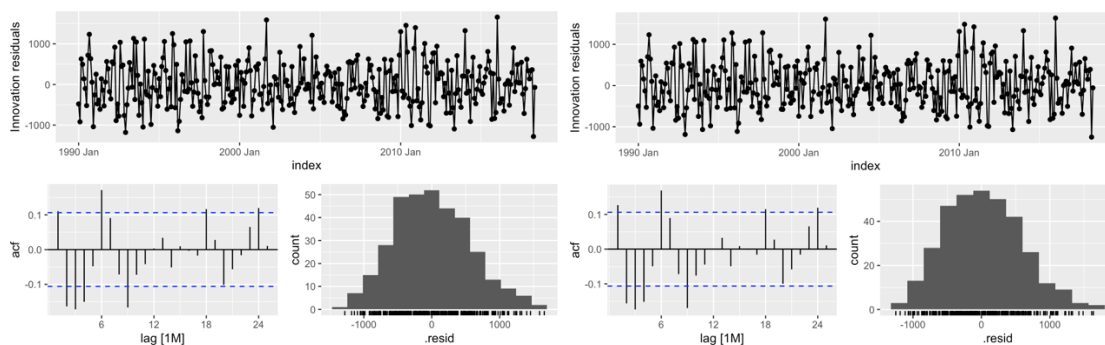 Innovation residuals
1000
0
-1000
1990 Jan
2000 Jan
2010 Jan
index
acf
0.1
0.0
-0.1
6
12
18
24
lag [1M]
count
50
40
30
20
10
0
-1000
0
1000
.resid
Innovation residuals
1000
0
-1000
1990 Jan
2000 Jan
2010 Jan
index
acf
0.1
0.0
-0.1
6
12
18
24
lag [1M]
count
40
20
0
-1000
0
1000
.resid